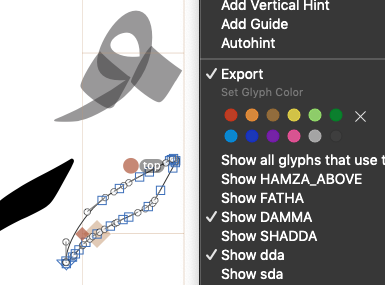 Add Vertical Hint
Add Guide
Autohint
Export
Set Glyph Color
Show all glyphs that use t
Show HAMZA_ABOVE
Show FATHA
Show DAMMA
Show SHADDA
Show dda
Show sda
top